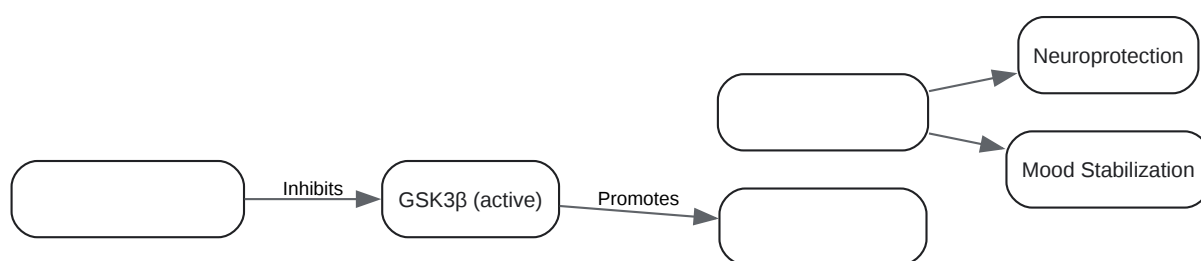 Neuroprotection
Mood Stabilization
Inhibits
GSK3β (active)
Promotes